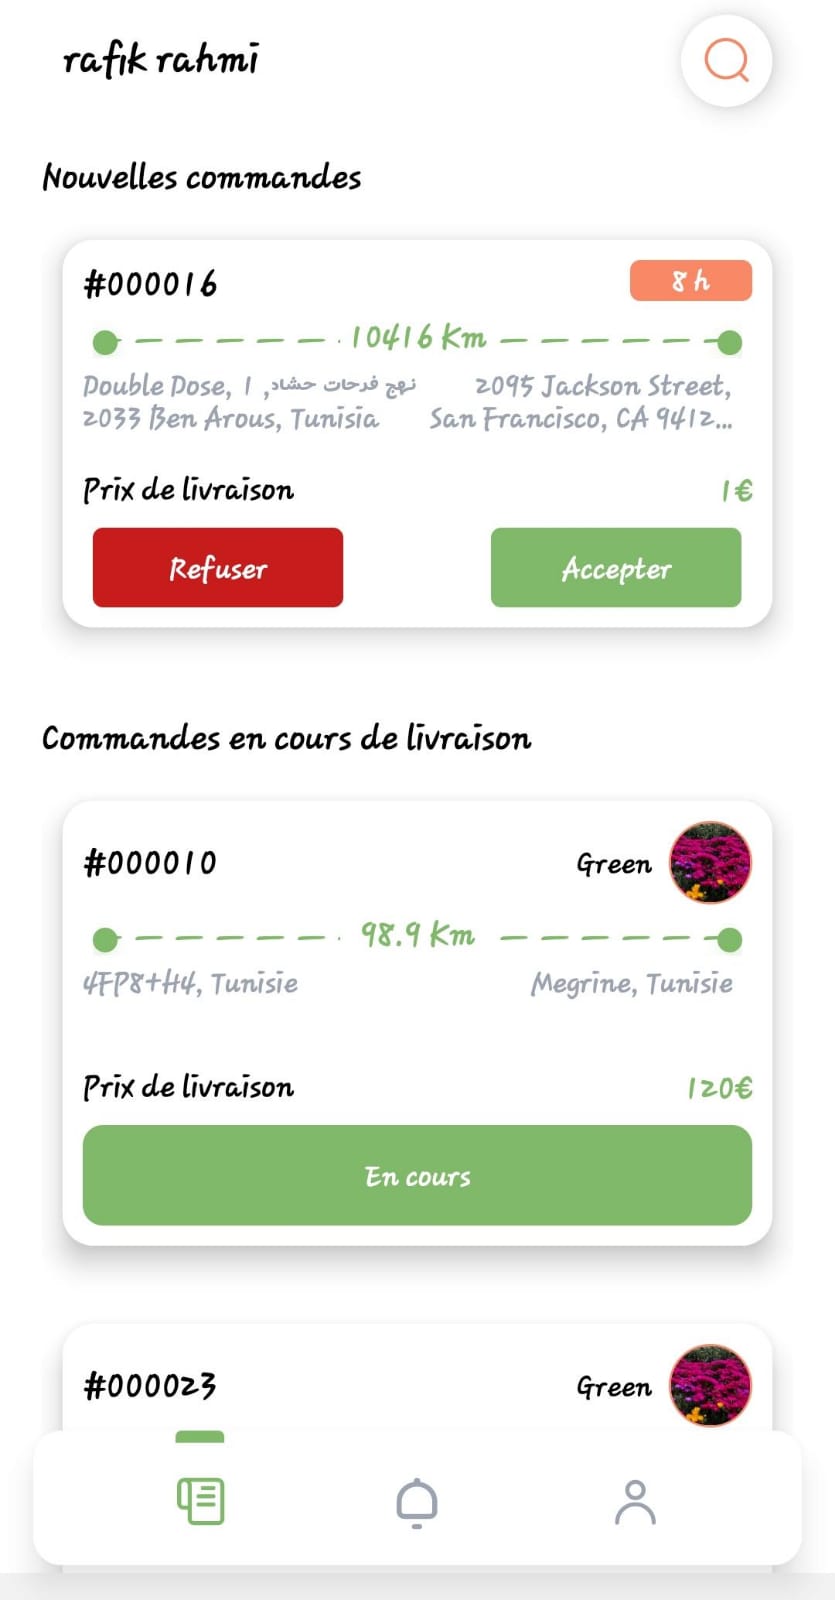 rafik rahmi
Nouvelles commandes
#000016
8 h
10416 Km
Double Dose, 1 نهج فرحات حشاد,
2033 Ben Arous, Tunisia
2095 Jackson Street,
San Francisco, CA 9412...
Prix de livraison
1€
Refuser
Accepter
Commandes en cours de livraison
#000010
Green
98.9 Km
4FP8+H4, Tunisie
Megrine, Tunisie
Prix de livraison
120€
En cours
#000023
Green